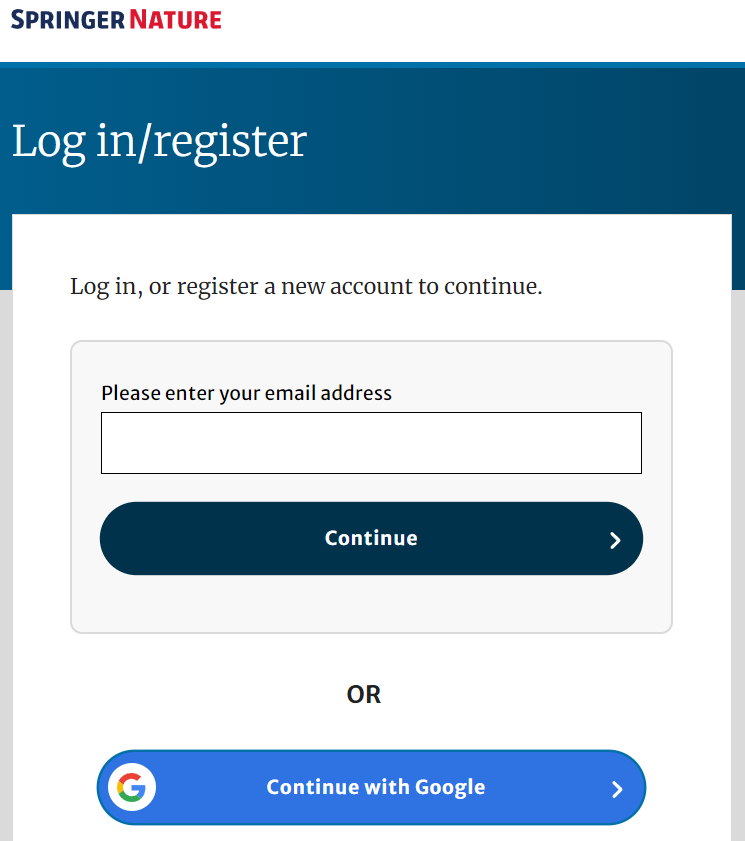 SPRINGER NATURE
Log in/register
Log in, or register a new account to continue.
Please enter your email address
Continue
OR
Continue with Google